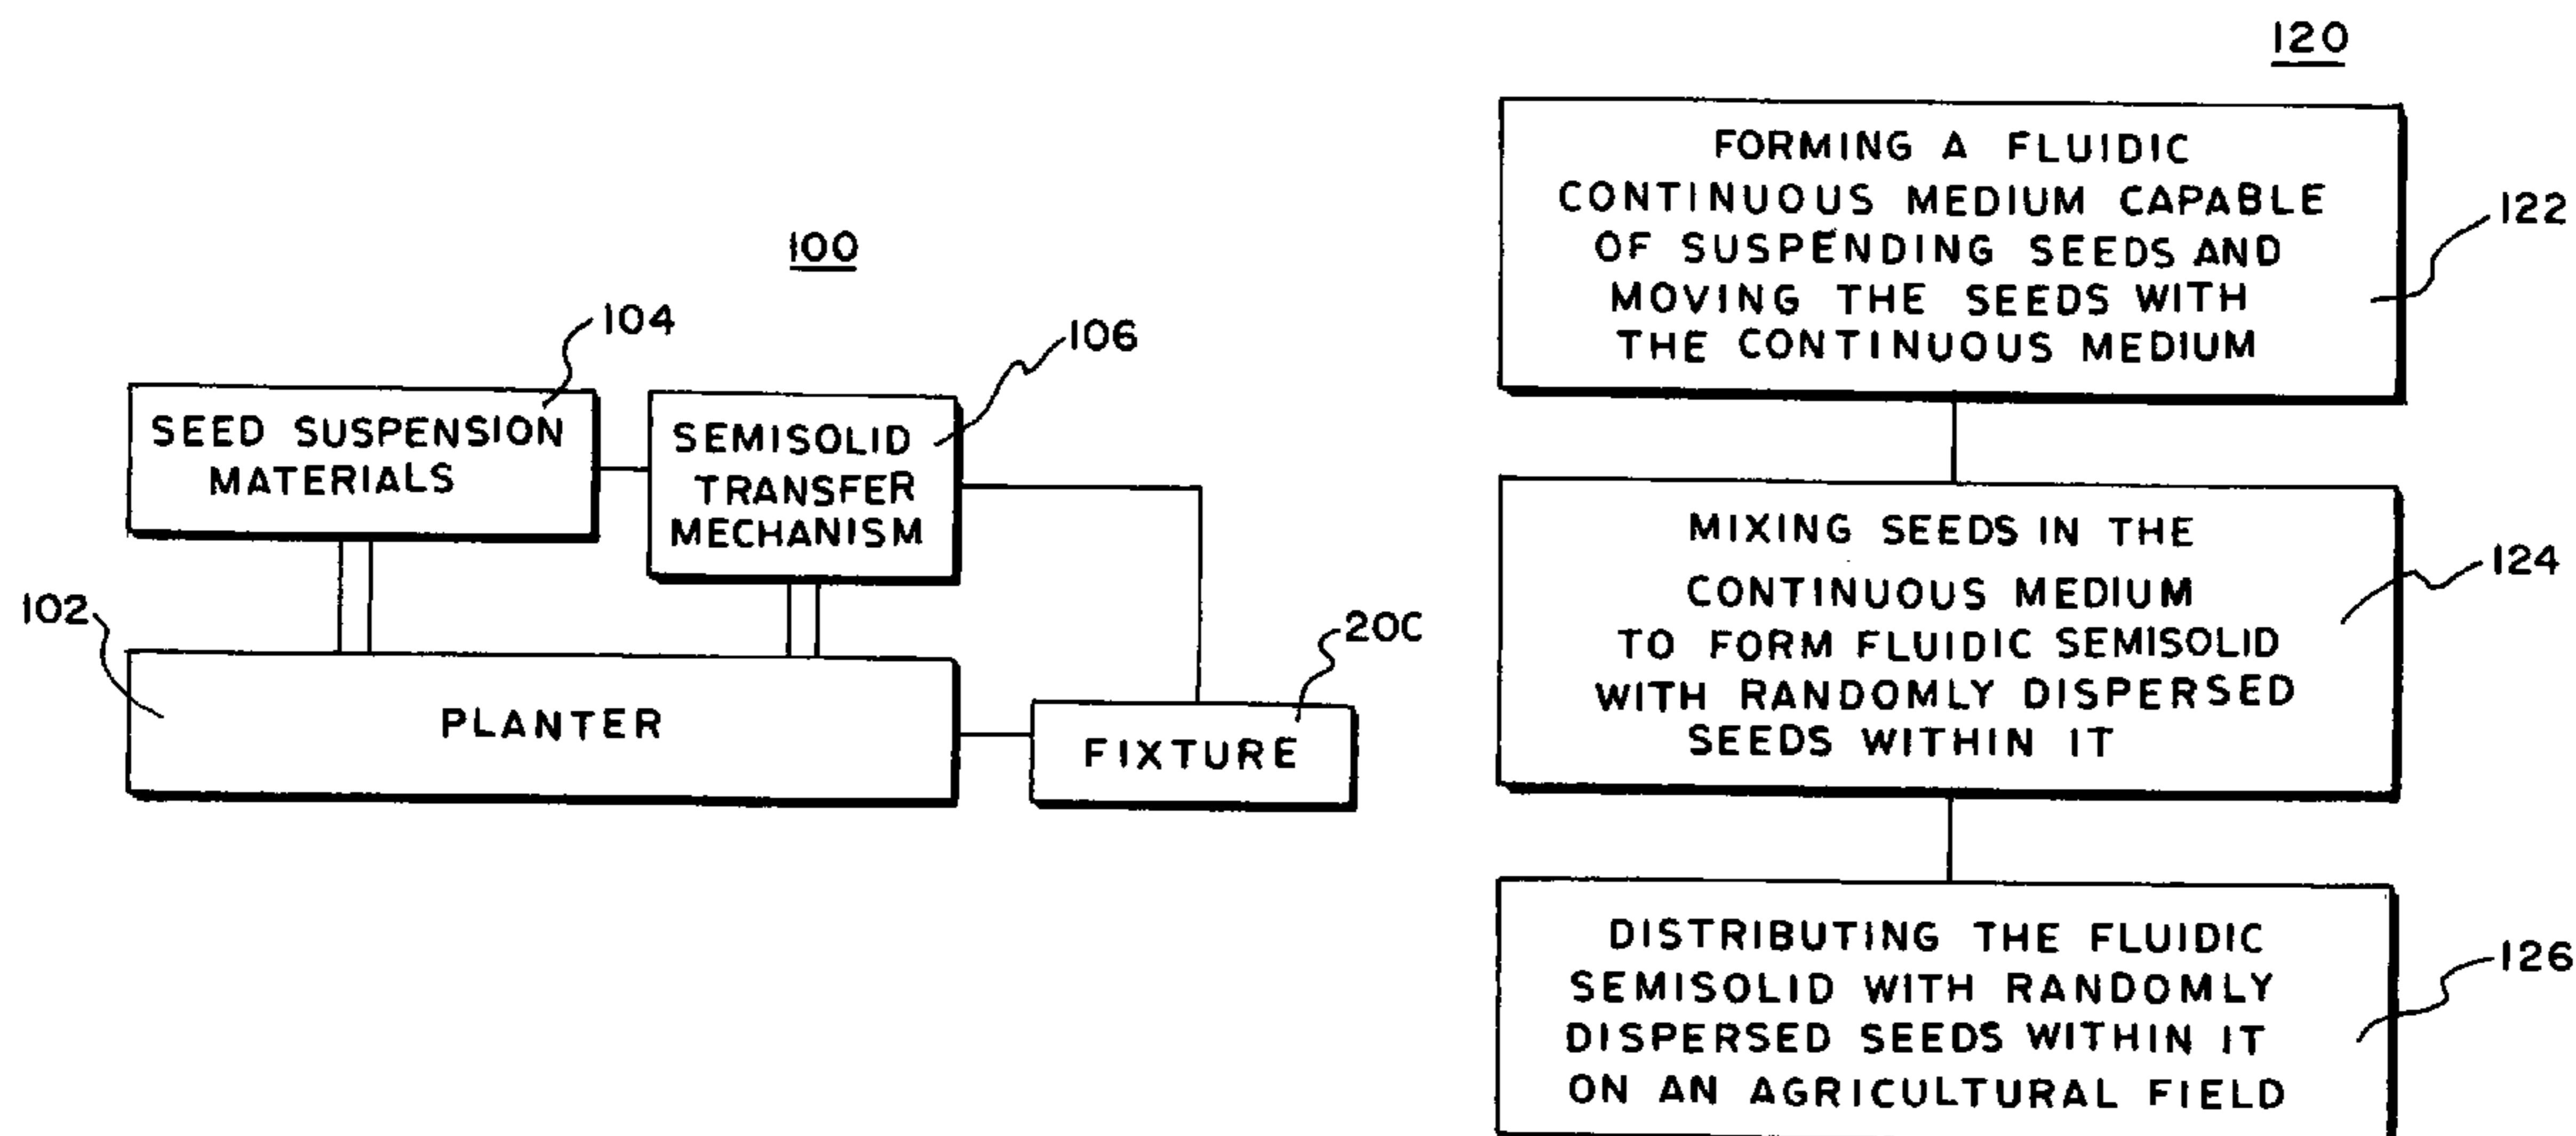 100
104
SEED SUSPENSION
MATERIALS
106
SEMISOLID
TRANSFER
MECHANISM
102
PLANTER
20C
FIXTURE
120
FORMING A FLUIDIC
CONTINUOUS MEDIUM CAPABLE
OF SUSPENDING SEEDS AND
MOVING THE SEEDS WITH
THE CONTINUOUS MEDIUM
122
MIXING SEEDS IN THE
CONTINUOUS MEDIUM
TO FORM FLUIDIC SEMISOLID
WITH RANDOMLY DISPERSED
SEEDS WITHIN IT
124
DISTRIBUTING THE FLUIDIC
SEMISOLID WITH RANDOMLY
DISPERSED SEEDS WITHIN IT
ON AN AGRICULTURAL FIELD
126